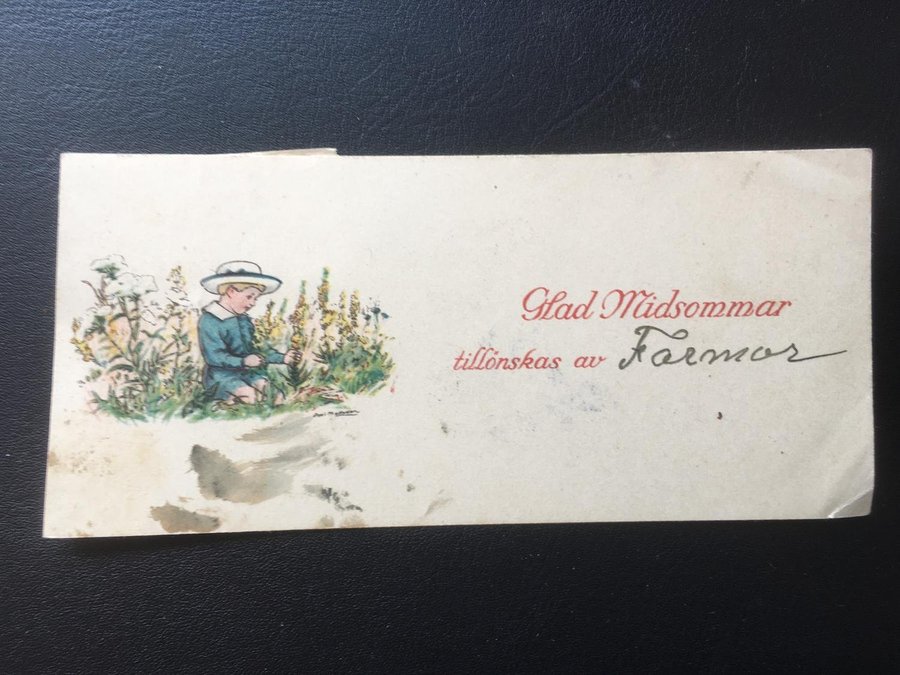 Glad Midsommar
tillönskas av Farmor